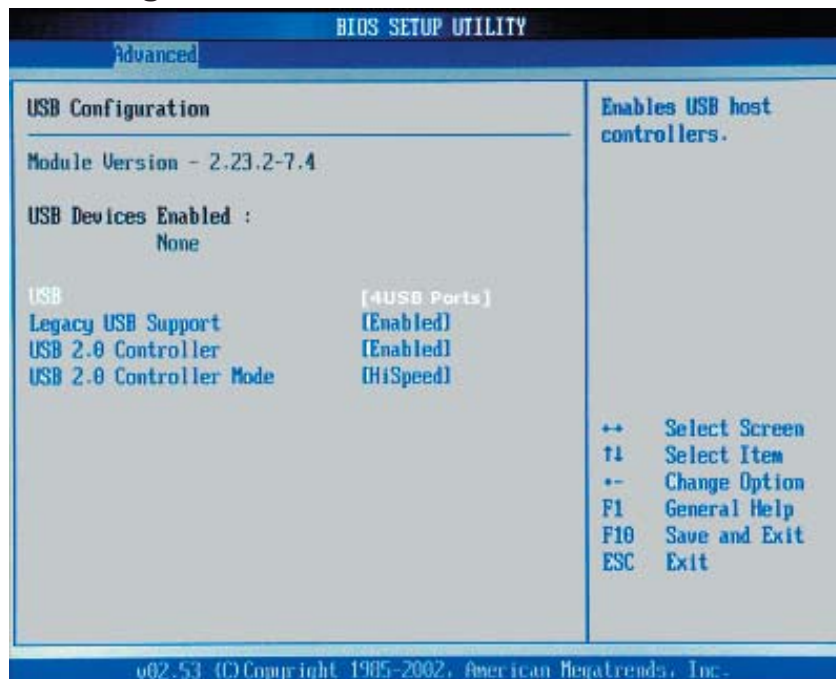 BIOS SETUP UTILITY
Advanced
USB Configuration
Module Version - 2.23.2-7.4
USB Devices Enabled :
None
USB [4USB Ports]
Legacy USB Support [Enabled]
USB 2.0 Controller [Enabled]
USB 2.0 Controller Mode [HiSpeed]
Enables USB host
controllers.
↔ Select Screen
↑↓ Select Item
+- Change Option
F1 General Help
F10 Save and Exit
ESC Exit
v02.53 (C)Copyright 1985-2002, American Megatrends, Inc.